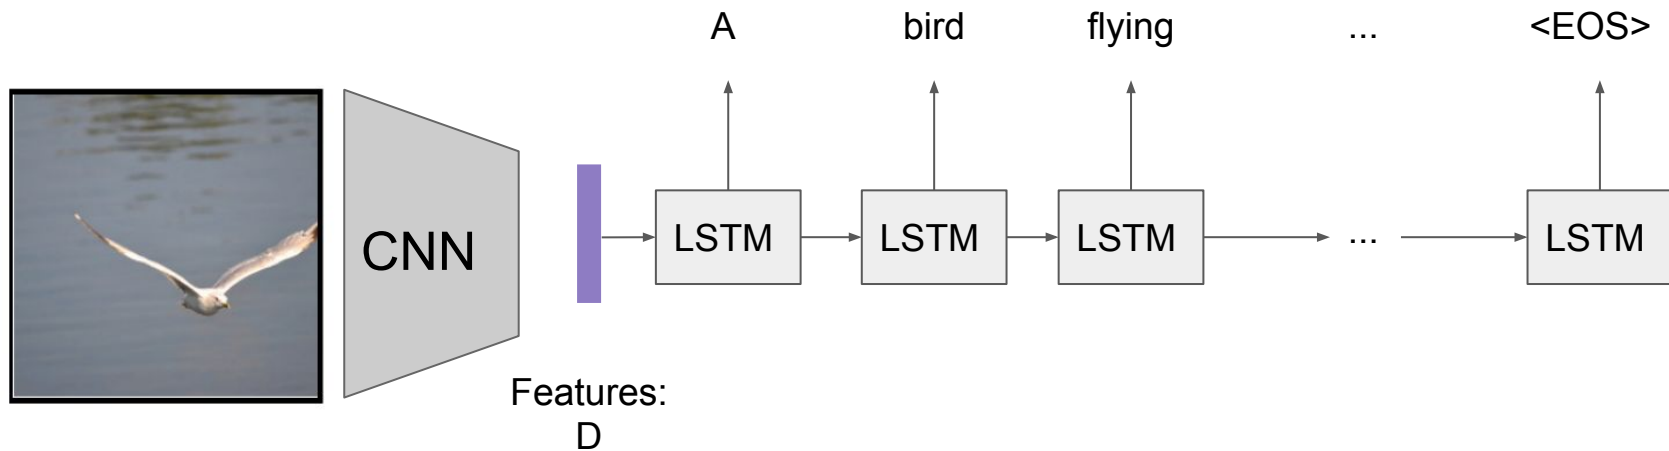 A bird flying ... <EOS>
CNN
LSTM LSTM LSTM ... LSTM
Features:
D